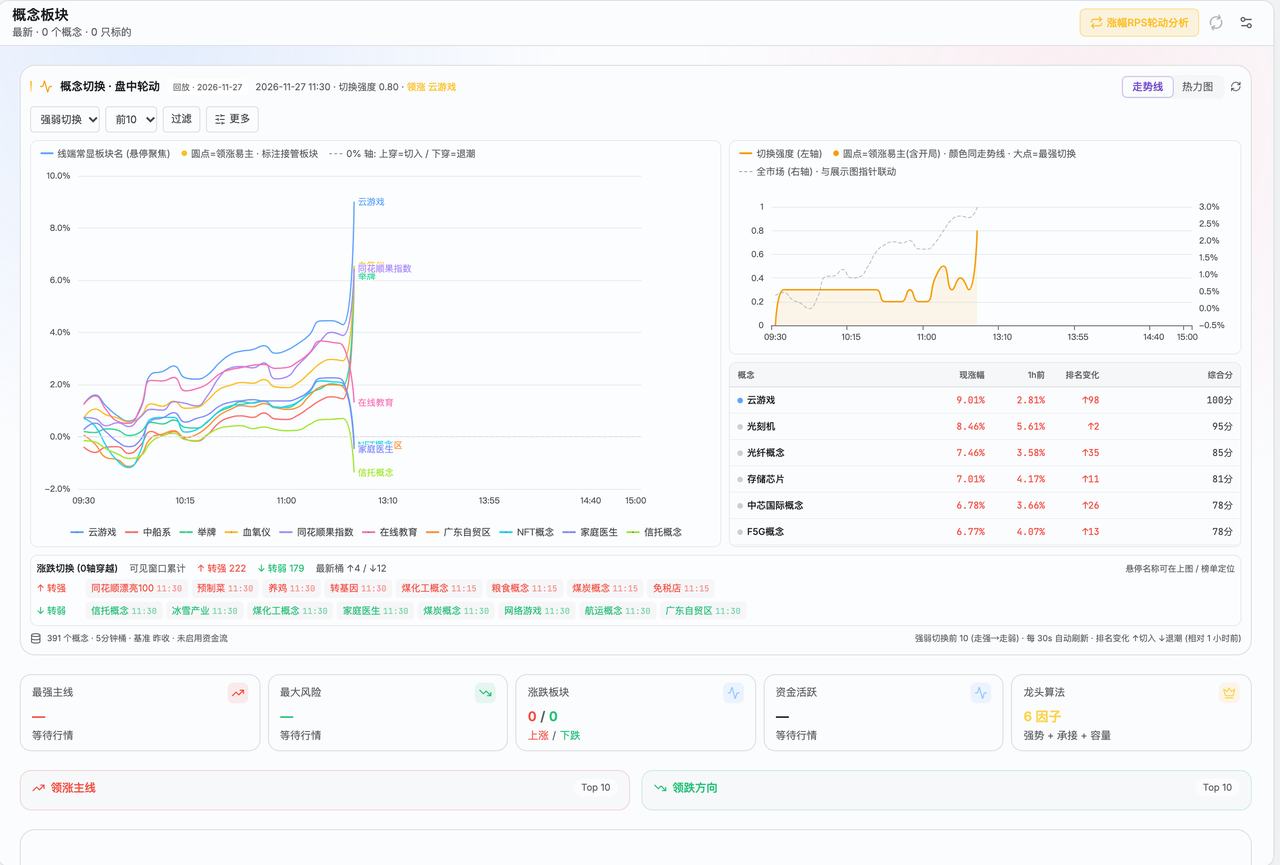 概念板块
最新 · 0 个概念 · 0 只标的
涨幅RPS轮动分析
概念切换 · 盘中轮动 回放 · 2026-11-27 2026-11-27 11:30 · 切换强度 0.80 · 领涨 云游戏
走势线 热力图
强弱切换 前10 过滤 更多
线端常显板块名 (悬停聚焦) 圆点=领涨易主 · 标注接管板块 0% 轴: 上穿=切入 / 下穿=退潮
10.0%
8.0%
6.0%
4.0%
2.0%
0.0%
−2.0%
云游戏
同花顺果指数
举牌
在线教育
家庭医生
信托概念
09:30 10:15 11:00 13:10 13:55 14:40 15:00
云游戏 中船系 举牌 血氧仪 同花顺果指数 在线教育 广东自贸区 NFT概念 家庭医生 信托概念
切换强度 (左轴) 圆点=领涨易主(含开局) · 颜色同走势线 · 大点=最强切换
全市场 (右轴) · 与展示图指针联动
1
0.8
0.6
0.4
0.2
0
3.0%
2.5%
2.0%
1.5%
1.0%
0.5%
0.0%
−0.5%
09:30 10:15 11:00 13:10 13:55 14:40 15:00
概念 现涨幅 1h前 排名变化 综合分
云游戏 9.01% 2.81% ↑98 100分
光刻机 8.46% 5.61% ↑2 95分
光纤概念 7.46% 3.58% ↑35 85分
存储芯片 7.01% 4.17% ↑11 81分
中芯国际概念 6.78% 3.66% ↑26 78分
F5G概念 6.77% 4.07% ↑13 78分
涨跌切换 (0轴穿越) 可见窗口累计 ↑ 转强 222 ↓ 转弱 179 最新桶 ↑4 / ↓12
悬停名称可在上图 / 榜单定位
↑ 转强 同花顺漂亮100 11:30 预制菜 11:30 养鸡 11:30 转基因 11:30 煤化工概念 11:15 粮食概念 11:15 煤炭概念 11:15 免税店 11:15
↓ 转弱 信托概念 11:30 冰雪产业 11:30 煤化工概念 11:30 家庭医生 11:30 煤炭概念 11:30 网络游戏 11:30 航运概念 11:30 广东自贸区 11:30
391 个概念 · 5分钟桶 · 基准 昨收 · 未启用资金流
强弱切换前 10 (走强→走弱) · 每 30s 自动刷新 · 排名变化 ↑切入 ↓退潮 (相对 1 小时前)
最强主线
—
等待行情
最大风险
—
等待行情
涨跌板块
0 / 0
上涨 / 下跌
资金活跃
—
等待行情
龙头算法
6 因子
强势 + 承接 + 容量
领涨主线 Top 10
领跌方向 Top 10